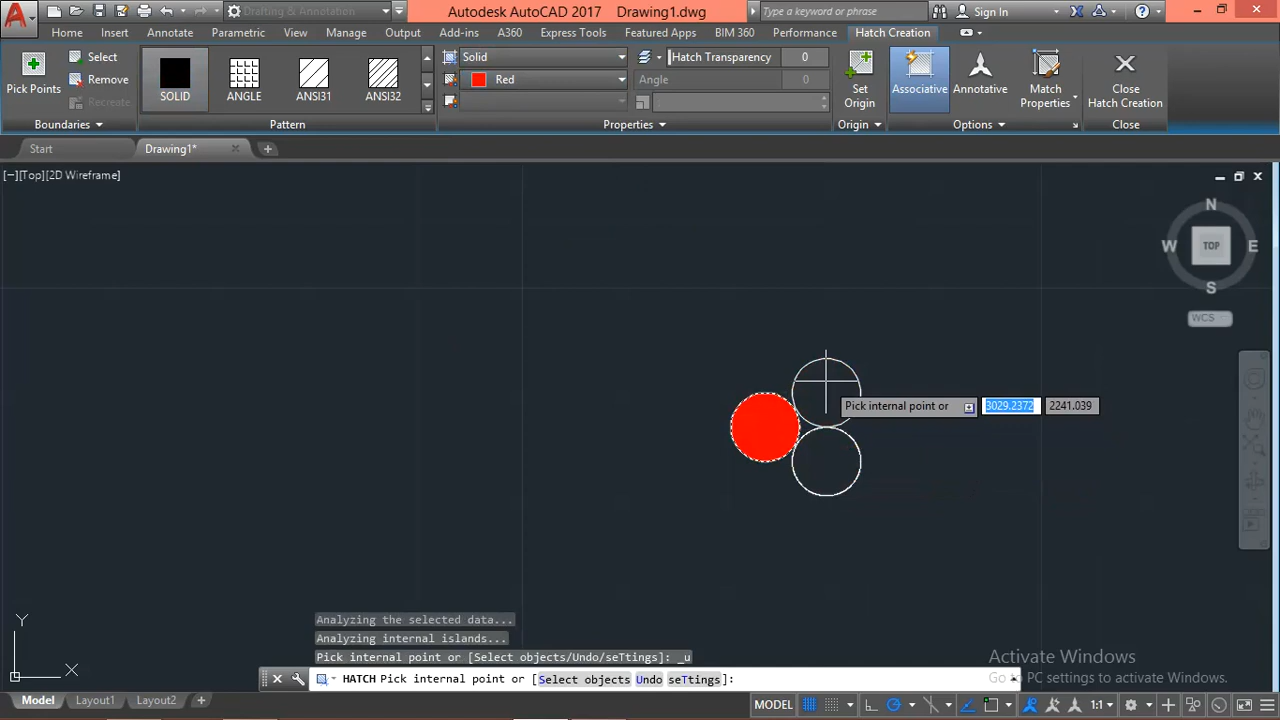 Drafting & Annotation
Autodesk AutoCAD 2017 Drawing1.dwg
Type a keyword or phrase
Sign In
Home Insert Annotate Parametric View Manage Output Add-ins A360 Express Tools Featured Apps BIM 360 Performance Hatch Creation
Pick Points
Select
Remove
Recreate
Boundaries
SOLID
ANGLE
ANSI31
ANSI32
Pattern
Solid
Red
Hatch Transparency 0
Angle 0
Properties
Set
Origin
Origin
Associative
Annotative
Match
Properties
Options
Close
Hatch Creation
Close
Start
Drawing1*
[−][Top][2D Wireframe]
N
W TOP E
S
WCS
Pick internal point or 3029.2372 2241.039
Analyzing the selected data...
Analyzing internal islands...
Pick internal point or [Select objects/Undo/seTtings]: _u
HATCH Pick internal point or [Select objects Undo seTtings]:
Y
X
Activate Windows
Go to PC settings to activate Windows.
Model Layout1 Layout2
MODEL
1:1